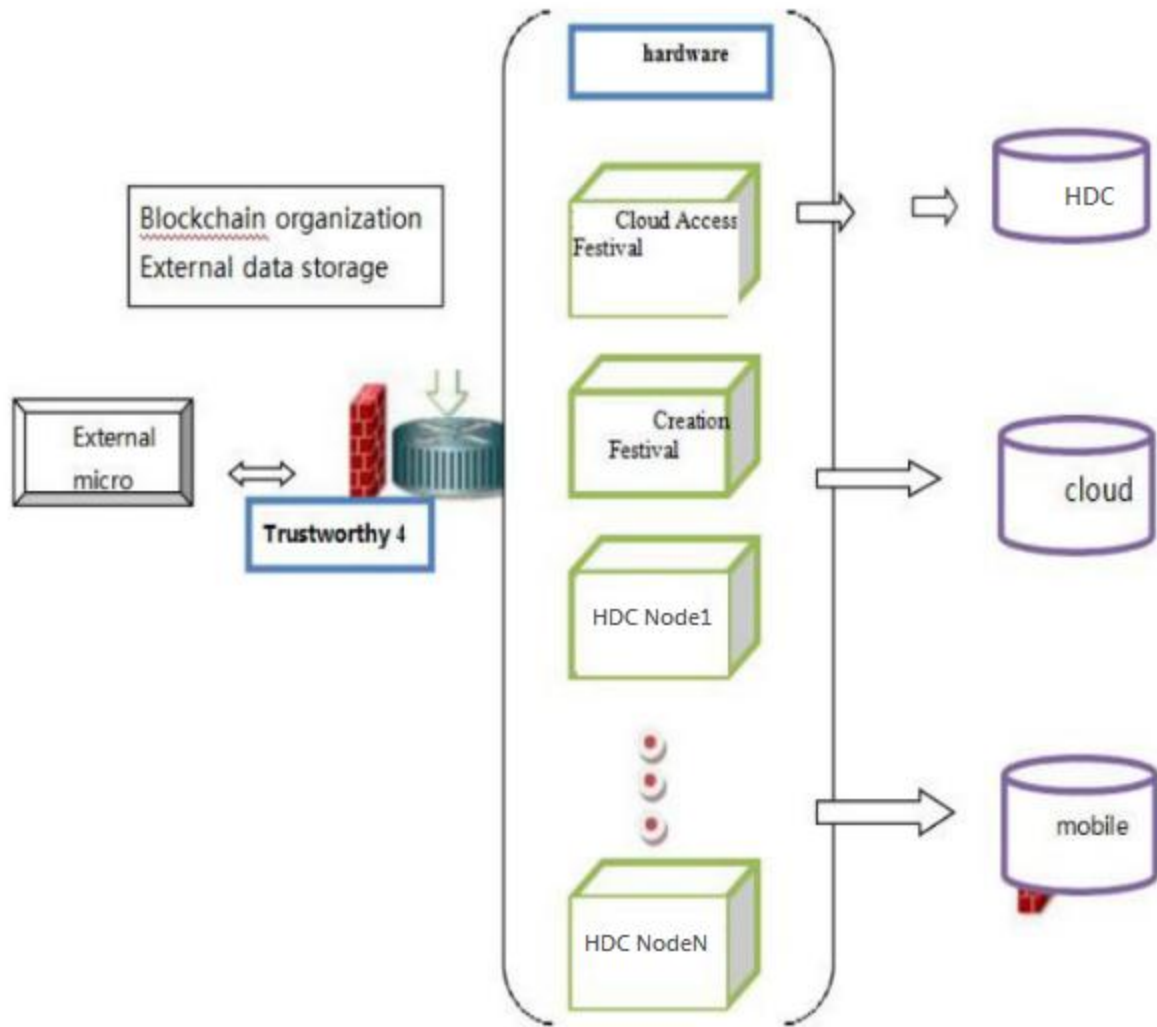 hardware
Blockchain organization
External data storage
Cloud Access
Festival
HDC
External
micro
Trustworthy 4
Creation
Festival
cloud
HDC Node1
mobile
HDC NodeN